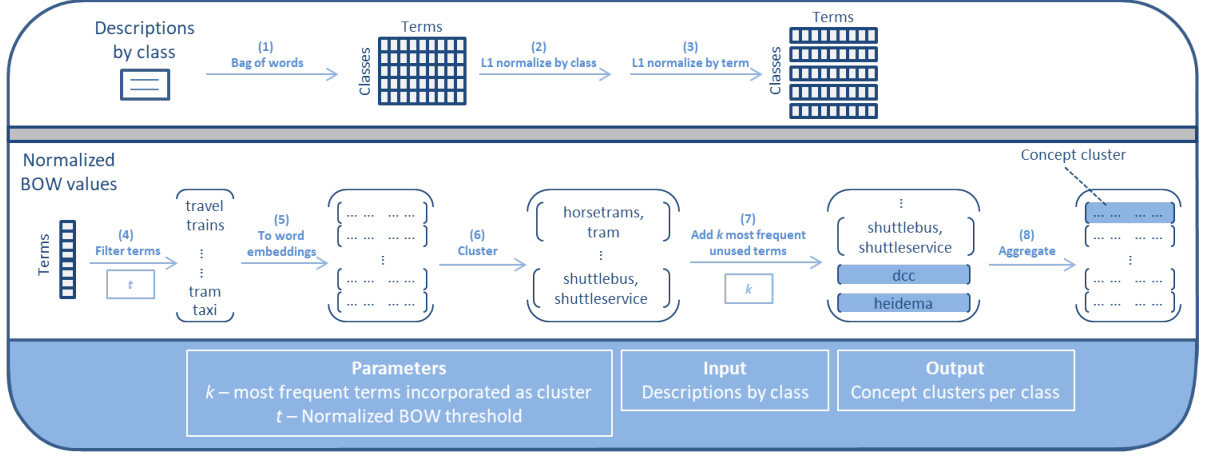 Descriptions
by class
(1)
Bag of words
Terms
Classes
(2)
L1 normalize by class
(3)
L1 normalize by term
Terms
Classes
Normalized
BOW values
Terms
(4)
Filter terms
t
travel
trains
⋮
...
tram
taxi
(5)
To word
embeddings
... ... ... ...
... ... ... ...
⋮
... ... ... ...
... ... ... ...
(6)
Cluster
horsetrams,
tram
⋮
shuttlebus,
shuttleservice
(7)
Add k most frequent
unused terms
k
⋮
shuttlebus,
shuttleservice
dcc
heidema
(8)
Aggregate
Concept cluster
... ... ... ...
... ... ... ...
⋮
... ... ... ...
... ... ... ...
Parameters
k – most frequent terms incorporated as cluster
t – Normalized BOW threshold
Input
Descriptions by class
Output
Concept clusters per class